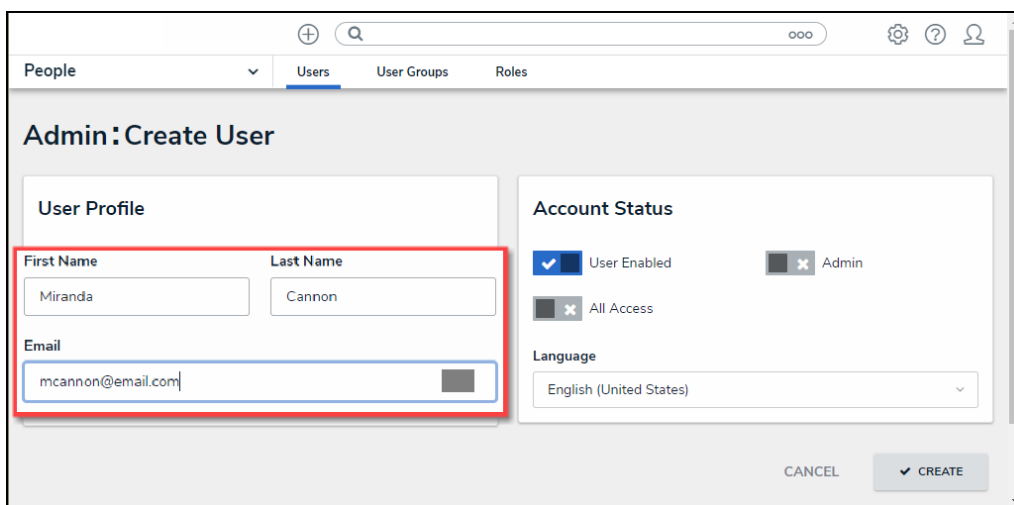 People
Users
User Groups
Roles
Admin:Create User
User Profile
First Name
Last Name
Miranda
Cannon
Email
mcannon@email.com
Account Status
User Enabled
Admin
All Access
Language
English (United States)
CANCEL
CREATE